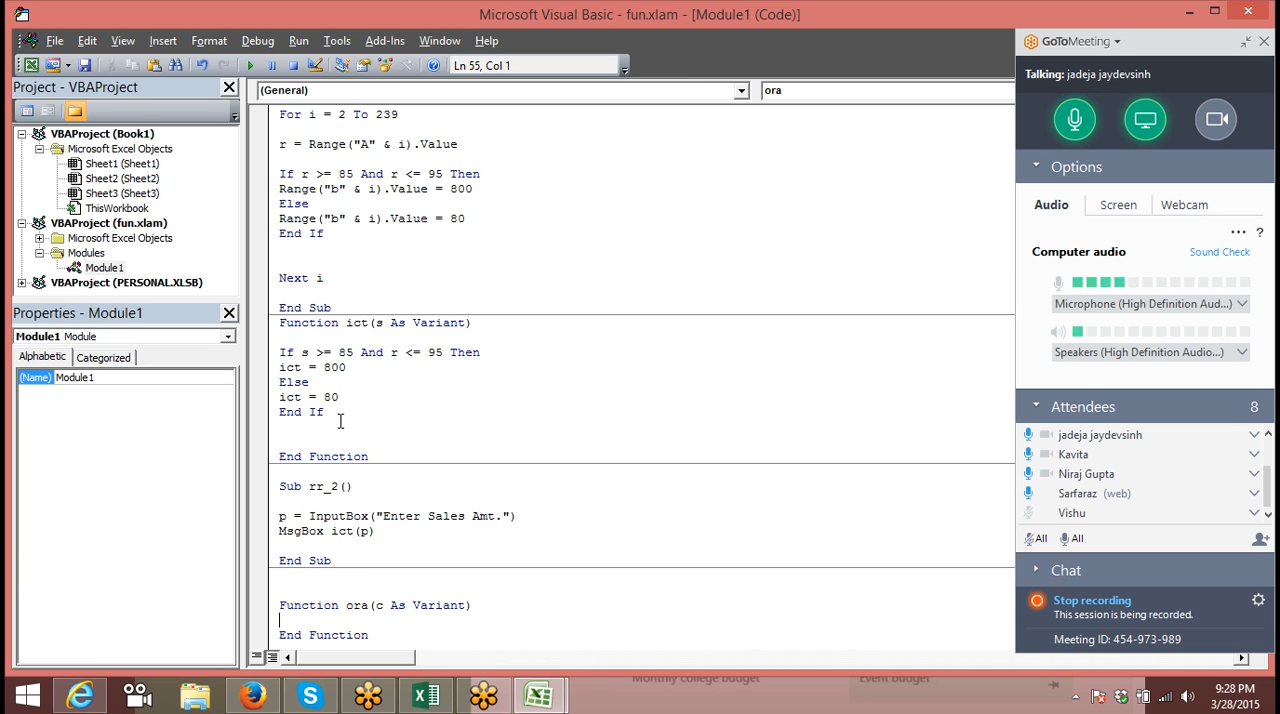 Microsoft Visual Basic - fun.xlam - [Module1 (Code)]
File Edit View Insert Format Debug Run Tools Add-Ins Window Help
Ln 55, Col 1
Project - VBAProject
VBAProject (Book1)
Microsoft Excel Objects
Sheet1 (Sheet1)
Sheet2 (Sheet2)
Sheet3 (Sheet3)
ThisWorkbook
VBAProject (fun.xlam)
Microsoft Excel Objects
Modules
Module1
VBAProject (PERSONAL.XLSB)
Properties - Module1
Module1 Module
Alphabetic Categorized
(Name) Module1
(General) ora
For i = 2 To 239
r = Range("A" & i).Value
If r >= 85 And r <= 95 Then
Range("b" & i).Value = 800
Else
Range("b" & i).Value = 80
End If
Next i
End Sub
Function ict(s As Variant)
If s >= 85 And r <= 95 Then
ict = 800
Else
ict = 80
End If
End Function
Sub rr_2()
p = InputBox("Enter Sales Amt.")
MsgBox ict(p)
End Sub
Function ora(c As Variant)
End Function
GoToMeeting
Talking: jadeja jaydevsinh
Options
Audio Screen Webcam
... ?
Computer audio Sound Check
Microphone (High Definition Aud...)
Speakers (High Definition Audio...)
Attendees 8
jadeja jaydevsinh
Kavita
Niraj Gupta
Sarfaraz (web)
Vishu
All All
Chat
Stop recording
This session is being recorded.
Meeting ID: 454-973-989
Monthly college budget Event budget
9:28 PM
3/28/2015